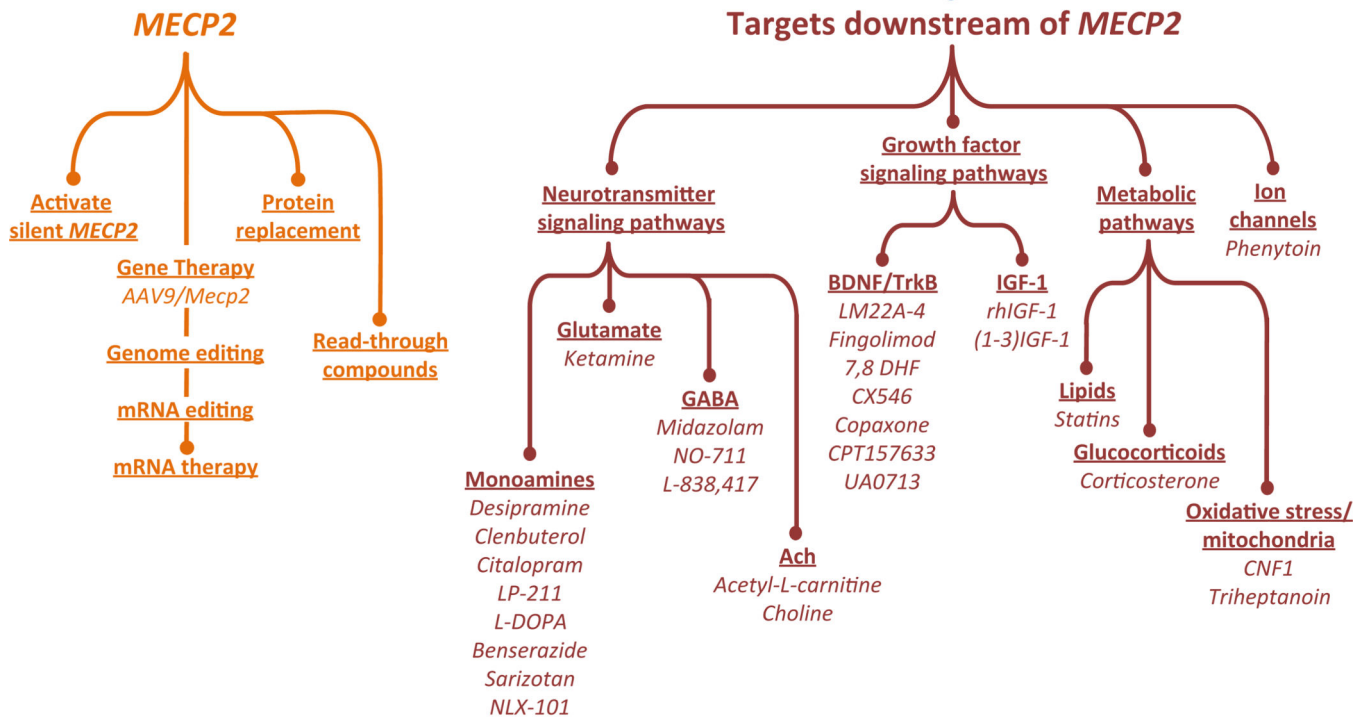 MECP2
Activate
silent MECP2
Gene Therapy
AAV9/Mecp2
Genome editing
mRNA editing
mRNA therapy
Protein
replacement
Read-through
compounds
Targets downstream of MECP2
Neurotransmitter
signaling pathways
Monoamines
Desipramine
Clenbuterol
Citalopram
LP-211
L-DOPA
Benserazide
Sarizotan
NLX-101
Glutamate
Ketamine
GABA
Midazolam
NO-711
L-838,417
Ach
Acetyl-L-carnitine
Choline
Growth factor
signaling pathways
BDNF/TrkB
LM22A-4
Fingolimod
7,8 DHF
CX546
Copaxone
CPT157633
UA0713
IGF-1
rhIGF-1
(1-3)IGF-1
Metabolic
pathways
Lipids
Statins
Glucocorticoids
Corticosterone
Oxidative stress/
mitochondria
CNF1
Triheptanoin
Ion
channels
Phenytoin